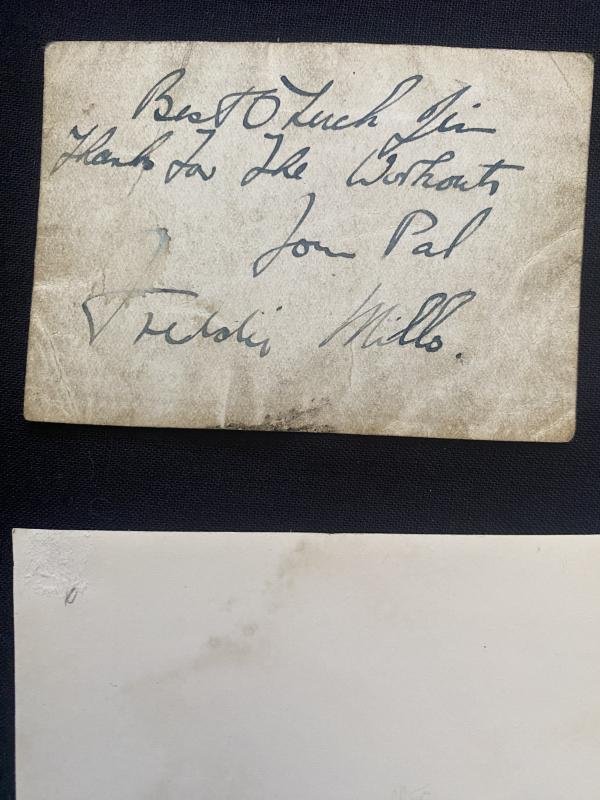 Best O Luck Jim
Thanks For The Workouts
Your Pal
Freddie Mills.